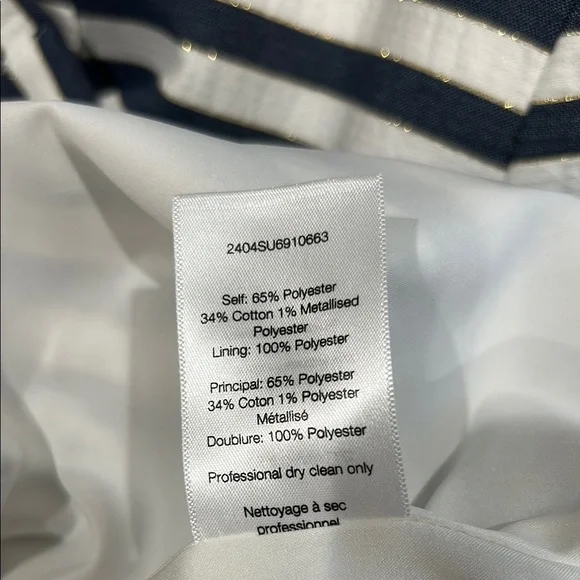 2404SU6910663
Self: 65% Polyester
34% Cotton 1% Metallised
Polyester
Lining: 100% Polyester
Principal: 65% Polyester
34% Coton 1% Polyester
Métallisé
Doublure: 100% Polyester
Professional dry clean only
Nettoyage à sec
professionnel